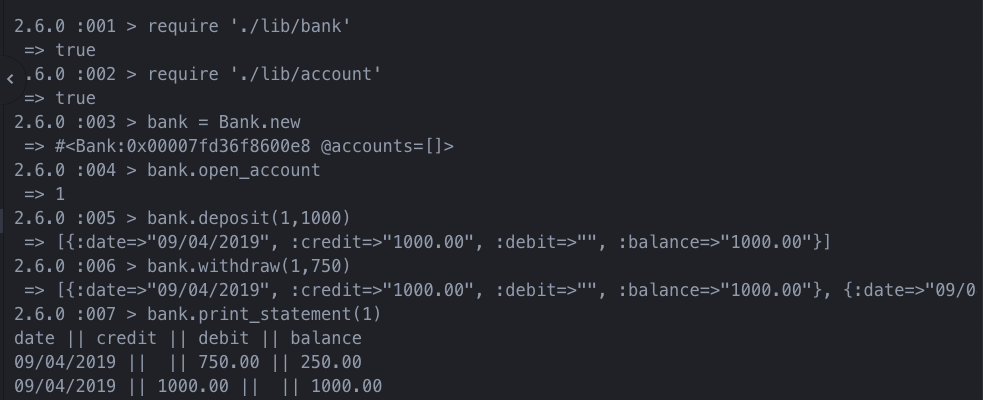 2.6.0 :001 > require './lib/bank'
=> true
.6.0 :002 > require './lib/account'
=> true
2.6.0 :003 > bank = Bank.new
=> #<Bank:0x00007fd36f8600e8 @accounts=[]>
2.6.0 :004 > bank.open_account
=> 1
2.6.0 :005 > bank.deposit(1,1000)
=> [{:date=>"09/04/2019", :credit=>"1000.00", :debit=>"", :balance=>"1000.00"}]
2.6.0 :006 > bank.withdraw(1,750)
=> [{:date=>"09/04/2019", :credit=>"1000.00", :debit=>"", :balance=>"1000.00"}, {:date=>"09/0
2.6.0 :007 > bank.print_statement(1)
date || credit || debit || balance
09/04/2019 ||  || 750.00 || 250.00
09/04/2019 || 1000.00 ||  || 1000.00